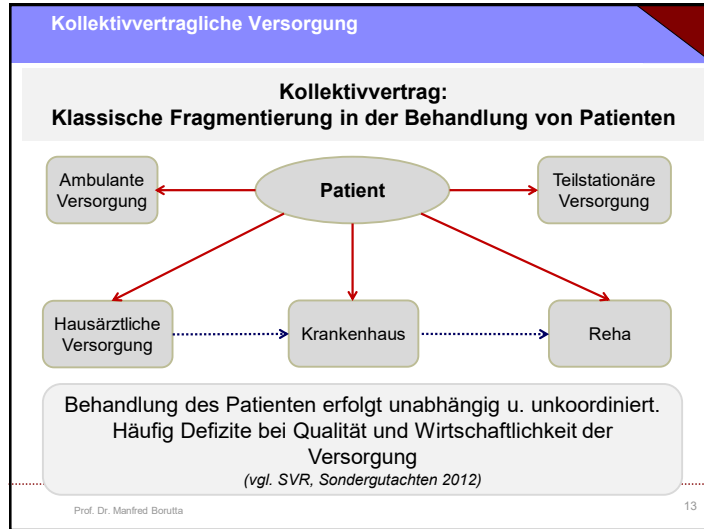 Kollektivvertragliche Versorgung
Kollektivvertrag:
Klassische Fragmentierung in der Behandlung von Patienten
Ambulante
Versorgung
Patient
Teilstationäre
Versorgung
Hausärztliche
Versorgung
Krankenhaus
Reha
Behandlung des Patienten erfolgt unabhängig u. unkoordiniert.
Häufig Defizite bei Qualität und Wirtschaftlichkeit der
Versorgung
(vgl. SVR, Sondergutachten 2012)
Prof. Dr. Manfred Borutta
13